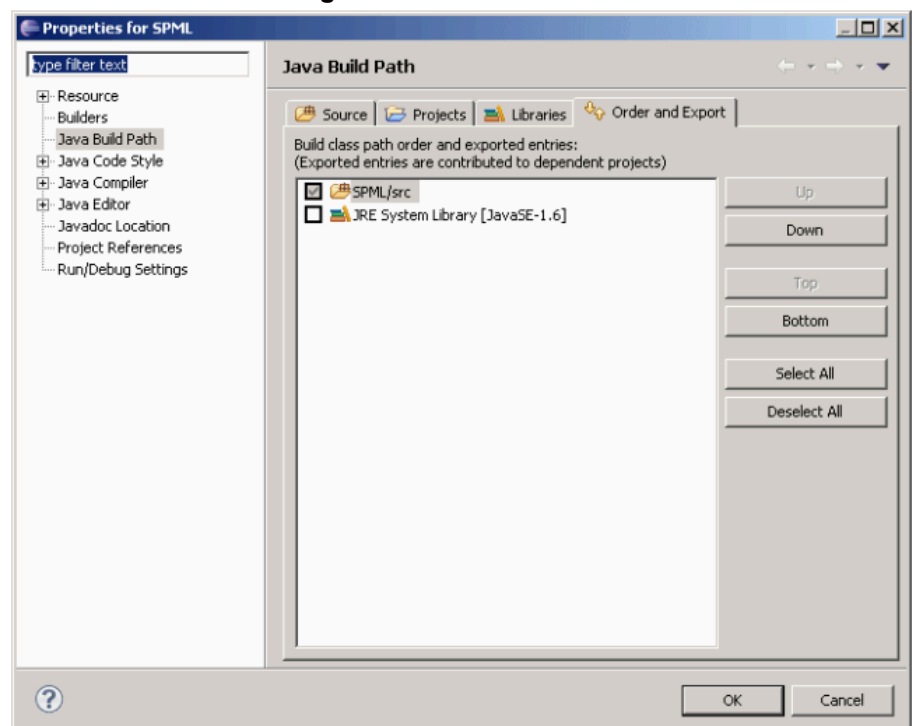 Properties for SPML
type filter text
Resource
Builders
Java Build Path
Java Code Style
Java Compiler
Java Editor
Javadoc Location
Project References
Run/Debug Settings
Java Build Path
Source Projects Libraries Order and Export
Build class path order and exported entries:
(Exported entries are contributed to dependent projects)
SPML/src
JRE System Library [JavaSE-1.6]
Up
Down
Top
Bottom
Select All
Deselect All
?
OK Cancel